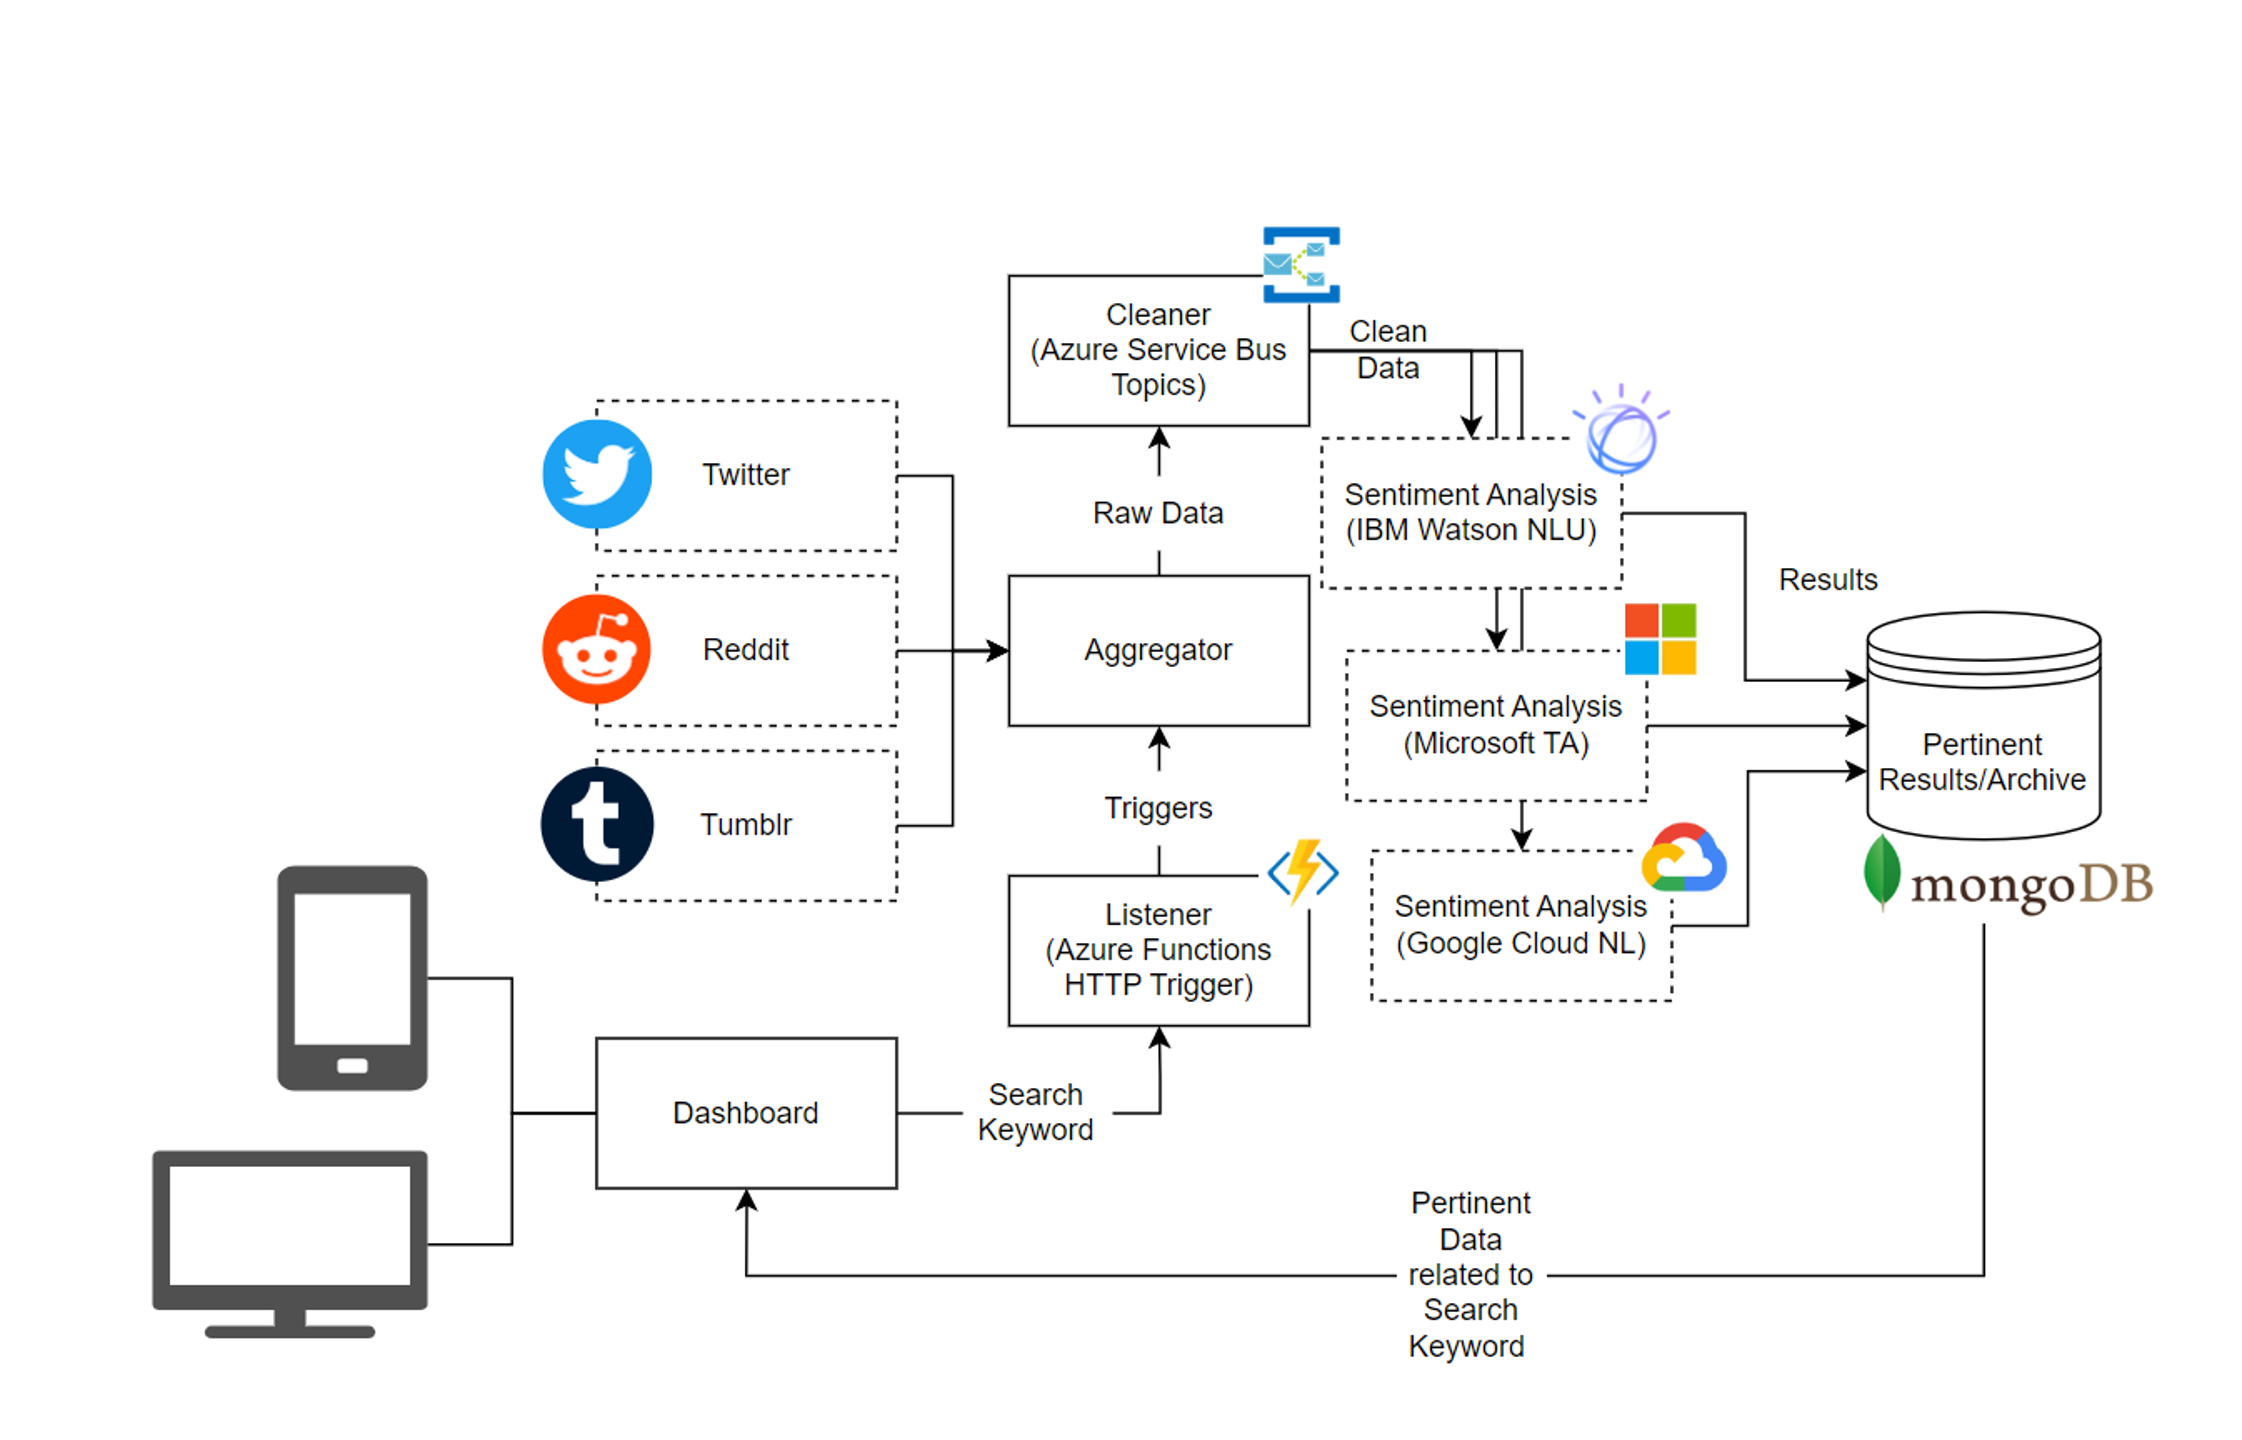 Cleaner
(Azure Service Bus
Topics)
Clean
Data
Twitter
Raw Data
Sentiment Analysis
(IBM Watson NLU)
Results
Reddit
Aggregator
Sentiment Analysis
(Microsoft TA)
Pertinent
Results/Archive
Tumblr
Triggers
mongoDB
Listener
(Azure Functions
HTTP Trigger)
Sentiment Analysis
(Google Cloud NL)
Dashboard
Search
Keyword
Pertinent
Data
related to
Search
Keyword